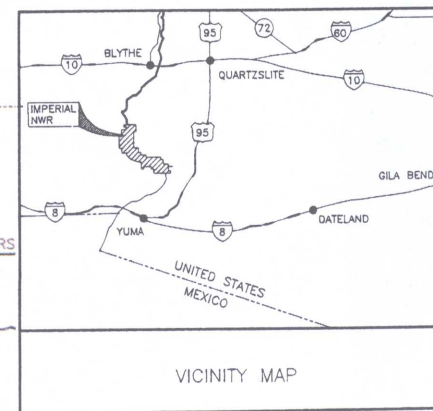 95
72
60
BLYTHE
10
QUARTZSLITE
10
IMPERIAL
NWR
95
GILA BEND
8
YUMA
8
DATELAND
RS
UNITED STATES
MEXICO
VICINITY MAP